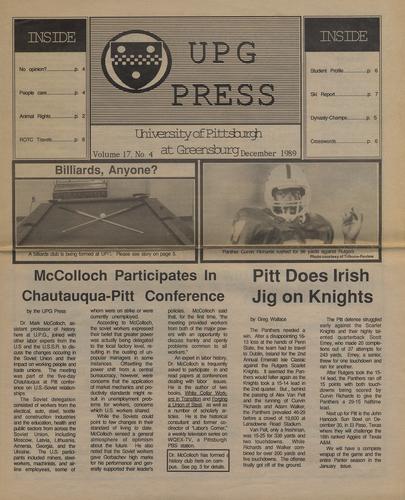 INSIDE
No opinion?..........p. 4
People care..........p. 4
Animal Rights........p. 2
ROTC Travels.........p. 8
UPG
PRESS
University of Pittsburgh
at Greensburg
Volume 17, No. 4
December 1989
INSIDE
Student Profile........p. 6
Ski Report........p. 7
Dynasty-Champs..p. 5
Crosswords........p. 6
Billiards, Anyone?
A billiards club is being formed at UPG. Please see story on page 5.
Panther Curvin Richards rushed for 98 yards against Rutgers.
Photo courtesy of Tribune-Review
McColloch Participates In
Chautauqua-Pitt Conference
by the UPG Press
Dr. Mark McColloch, as-
sistant professor of history
here at U.P.G., joined with
other labor experts from the
U.S and the U.S.S.R. to dis-
cuss the changes occurring in
the Soviet Union and their
impact on working people and
trade unions. The meeting
was part of the five-day
Chautauqua at Pitt confer-
ence on U.S.-Soviet relation-
ships.
The Soviet delegation
consisted of workers from the
electrical, auto, steel, textile
and construction industries
and the education, health and
public sectors from across the
Soviet Union, including
Moscow, Latvia, Lithuania,
Armenia, Georgia, and the
Ukraine. The U.S. partici-
pants included miners, steel-
workers, machinists, and air-
line employees, some of
whom were on strike or were
currently unemployed.
According to McColloch,
the Soviet workers expressed
their belief that greater power
was actually being delegated
to the local factory level, re-
sulting in the ousting of un-
popular managers in some
instances. Offsetting the
power shift from a central
bureaucracy, however, were
concerns that the application
of market mechanics and pro-
ductivity standards might re-
sult in unemployment prob-
lems for workers, concerns
which U.S. workers shared.
While the Soviets could
point to few changes in their
standard of living to date,
McColloch sensed a general
atmosphere of optimism
about the future. He also
noted that the Soviet workers
gave Gorbachev high marks
for his performance and gen-
erally supported their leader's
policies. McColloch said
that, for the first time, "the
meeting provided workers
from both of the major pow-
ers with an opportunity to
discuss frankly and openly
problems common to all
workers."
An expert in labor history,
Dr. McColloch is frequently
asked to participate in and
read papers at conferences
dealing with labor issues.
He is the author of two
books, White Collar Work-
ers in Transition and Forging
a Union of Steel. He has also
a number of scholarly ar-
ticles. He is the historical
consultant and former co-
director of "Labor's Corner,"
a weekly television series on
WQEX-TV, a Pittsburgh
PBS station.
Dr. McColloch has formed a
history club here on cam-
pus. See pg. 3 for details.
Pitt Does Irish
Jig on Knights
by Greg Wallace
The Panthers needed a
win. After a disappointing 16-
13 loss at the hands of Penn
State, the team had to travel
to Dublin, Ireland for the 2nd
Annual Emerald Isle Classic
against the Rutgers Scarlet
Knights. It seemed the Pan-
thers would falter again as the
Knights took a 15-14 lead in
the 2nd quarter. But , behind
the passing of Alex Van Pelt
and the running of Curvin
Richards and Adam Walker,
the Panthers prevailed 46-29
before a crowd of 19,800 at
Lansdowne Road Stadium.
Van Pelt, only a freshman,
was 15-25 for 339 yards and
two touchdowns. While
Richards and Walker com-
bined for over 200 yards and
five touchdowns. The offense
finally got off of the ground.
The Pitt defense struggled
early against the Scarlet
Knights and their highly tal-
ented quarterback Scott
Erney, who made 20 comple-
tions out of 37 attempts for
243 yards. Erney, a senior,
threw for one touchdown and
ran for another.
After Rutgers took the 15-
14 lead, the Panthers ran off
15 points with both touch-
downs being scored by
Curvin Richards to give the
Panthers a 29-15 halftime
lead.
Next up for Pitt is the John
Hancock Sun Bowl on De-
cember 30, in El Paso, Texas
where they will challenge the
16th ranked Aggies of Texas
A&M.
We will have a complete
wrapup of the game and the
entire Panther season in the
January issue.